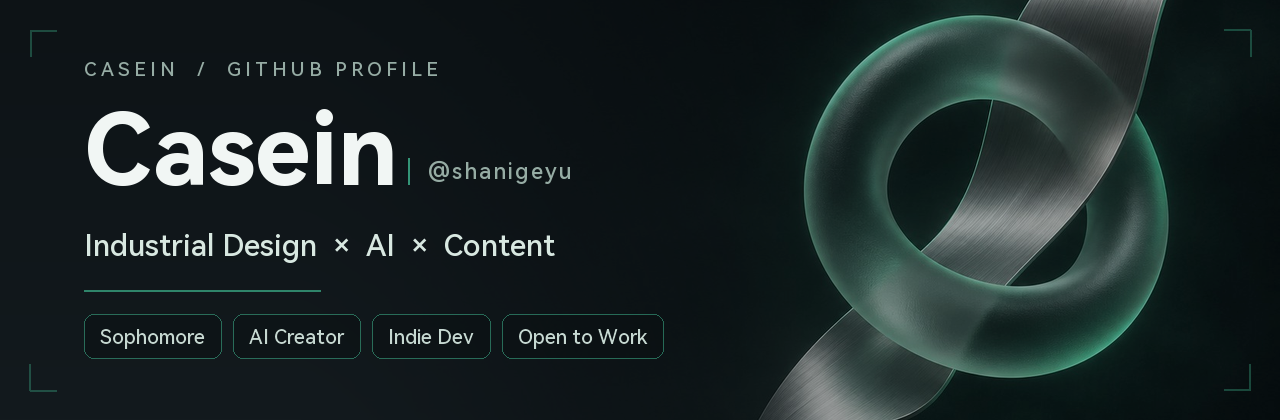 CASEIN / GITHUB PROFILE
Casein
@shanigeyu
Industrial Design × AI × Content
Sophomore
AI Creator
Indie Dev
Open to Work